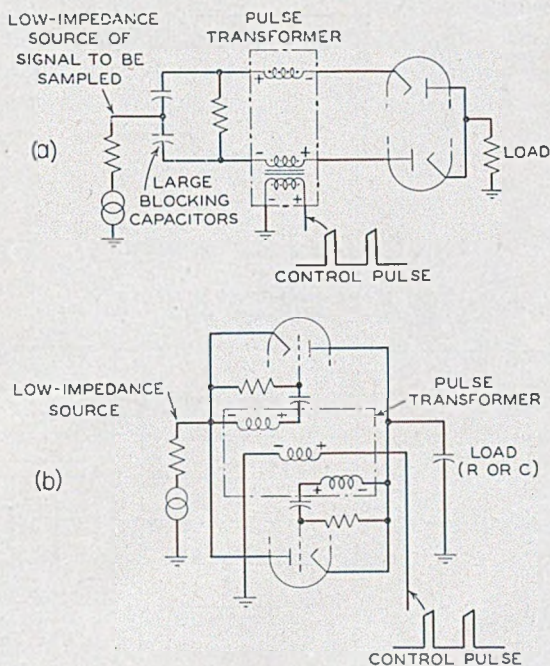 LOW-IMPEDANCE
SOURCE OF
SIGNAL TO BE
SAMPLED
PULSE
TRANSFORMER
+
-
-
+
-
+
(a)
LARGE
BLOCKING
CAPACITORS
LOAD
CONTROL PULSE
LOW-IMPEDANCE
SOURCE
PULSE
TRANSFORMER
-
+
-
+
+
-
LOAD
(R OR C)
(b)
CONTROL PULSE